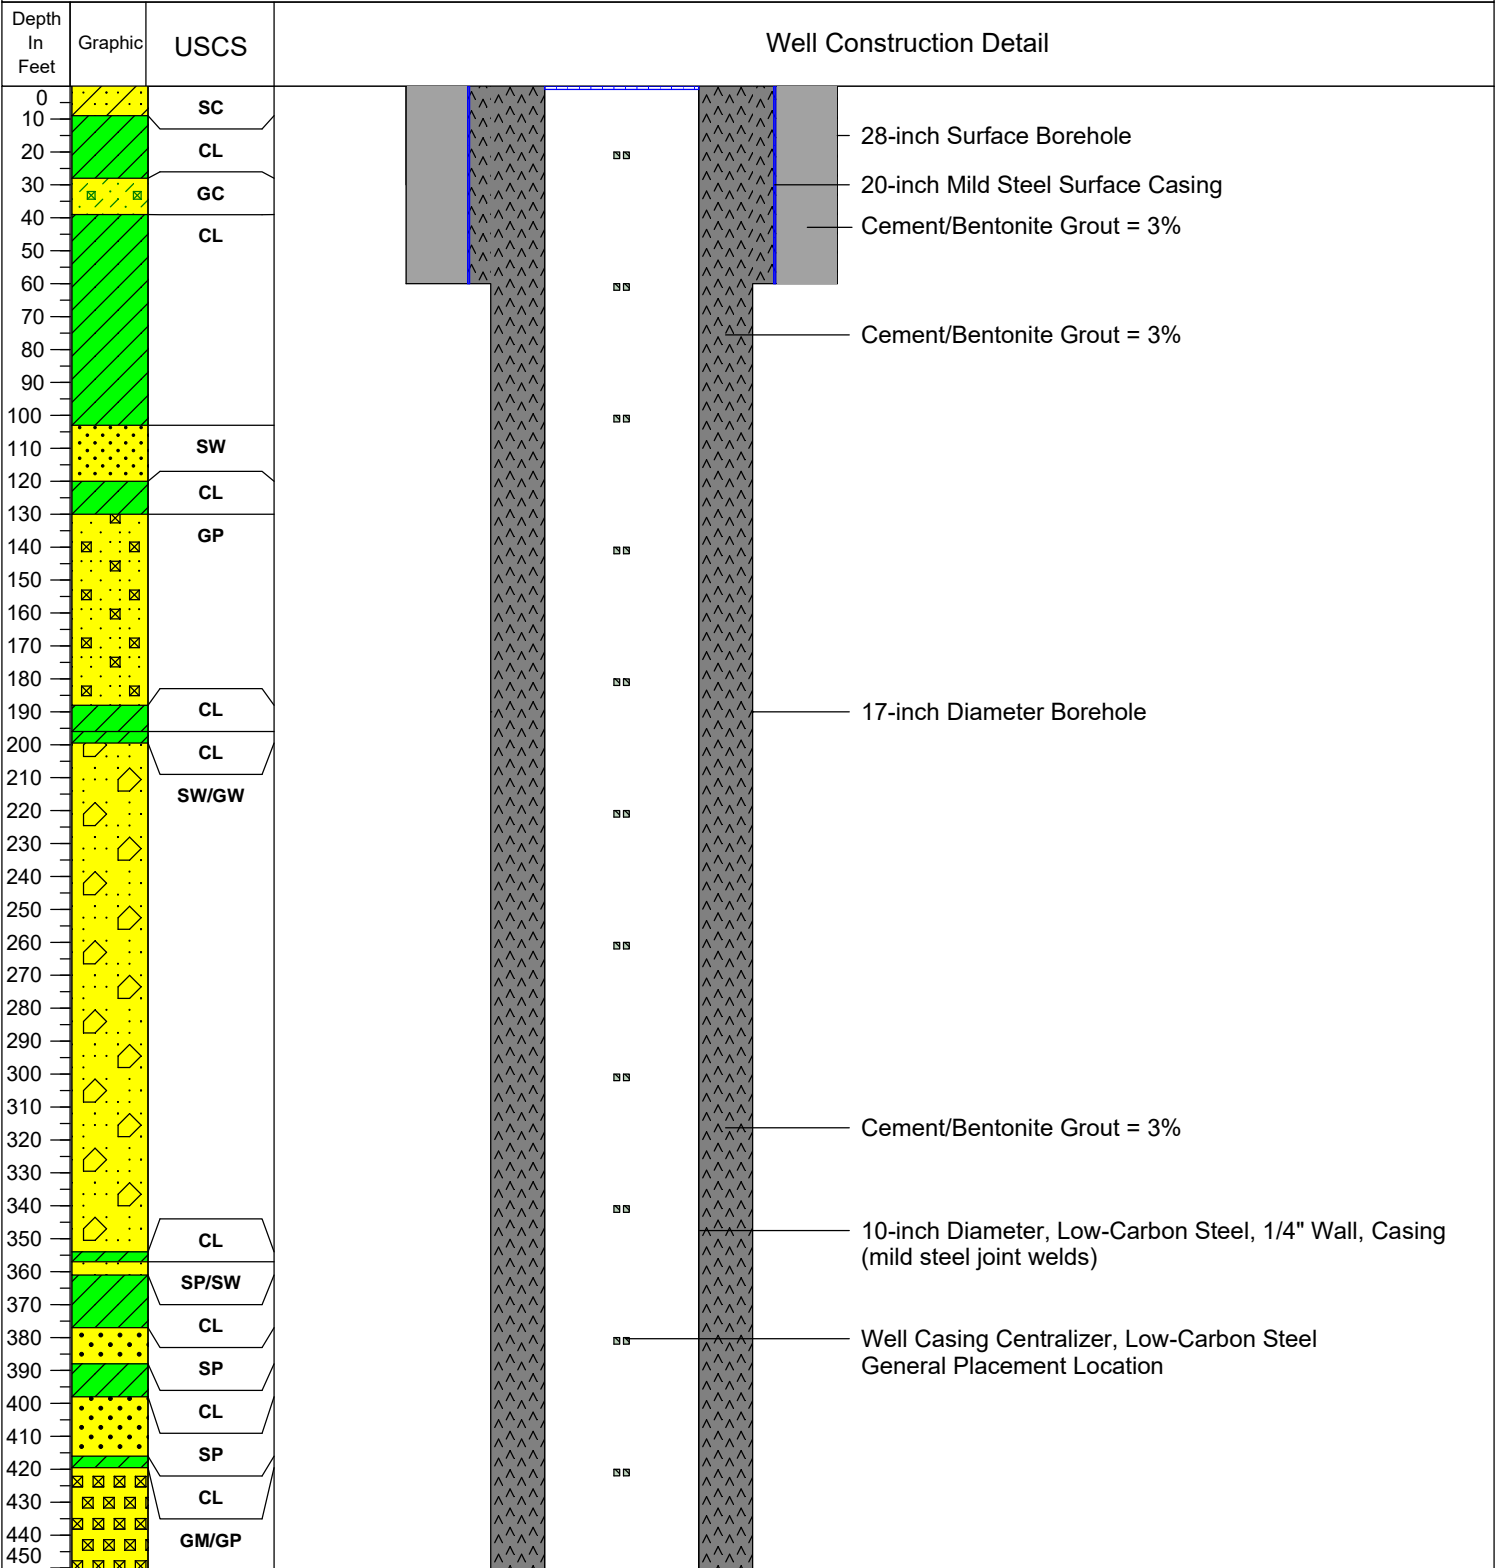 Depth
In
Feet
Graphic
USCS
Well Construction Detail
0
10
20
30
40
50
60
70
80
90
100
110
120
130
140
150
160
170
180
190
200
210
220
230
240
250
260
270
280
290
300
310
320
330
340
350
360
370
380
390
400
410
420
430
440
450
SC
CL
GC
CL
SW
CL
GP
CL
CL
SW/GW
CL
SP/SW
CL
SP
CL
SP
CL
GM/GP
28-inch Surface Borehole
20-inch Mild Steel Surface Casing
Cement/Bentonite Grout = 3%
Cement/Bentonite Grout = 3%
17-inch Diameter Borehole
Cement/Bentonite Grout = 3%
10-inch Diameter, Low-Carbon Steel, 1/4" Wall, Casing
(mild steel joint welds)
Well Casing Centralizer, Low-Carbon Steel
General Placement Location